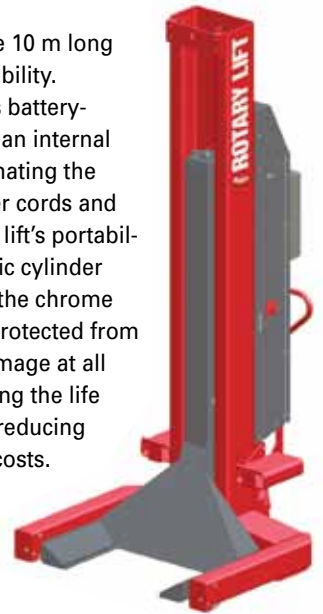 e 10 m long
bility.
s battery-
an internal
nating the
er cords and
lift's portabil-
ic cylinder
the chrome
rotected from
mage at all
ng the life
reducing
costs.
ROTARY LIFT